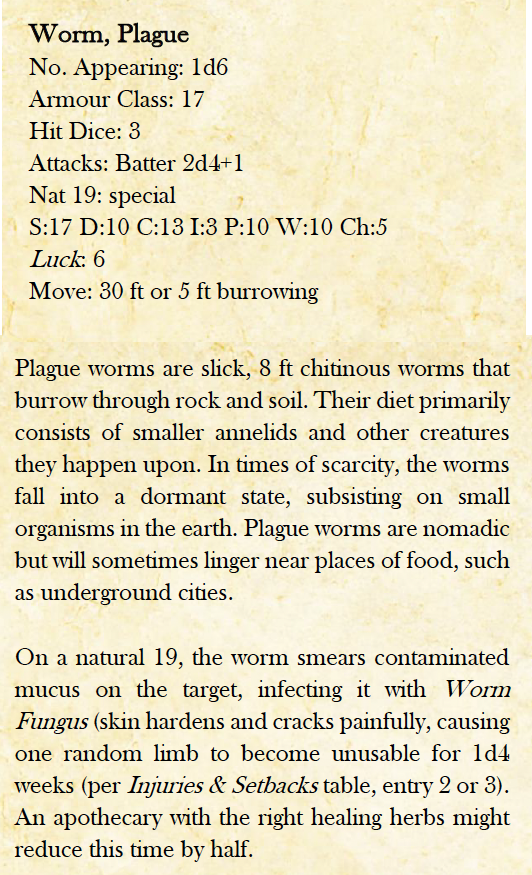 Worm, Plague
No. Appearing: 1d6
Armour Class: 17
Hit Dice: 3
Attacks: Batter 2d4+1
Nat 19: special
S:17 D:10 C:13 I:3 P:10 W:10 Ch:5
Luck: 6
Move: 30 ft or 5 ft burrowing
Plague worms are slick, 8 ft chitinous worms that
burrow through rock and soil. Their diet primarily
consists of smaller annelids and other creatures
they happen upon. In times of scarcity, the worms
fall into a dormant state, subsisting on small
organisms in the earth. Plague worms are nomadic
but will sometimes linger near places of food, such
as underground cities.
On a natural 19, the worm smears contaminated
mucus on the target, infecting it with Worm
Fungus (skin hardens and cracks painfully, causing
one random limb to become unusable for 1d4
weeks (per Injuries & Setbacks table, entry 2 or 3).
An apothecary with the right healing herbs might
reduce this time by half.